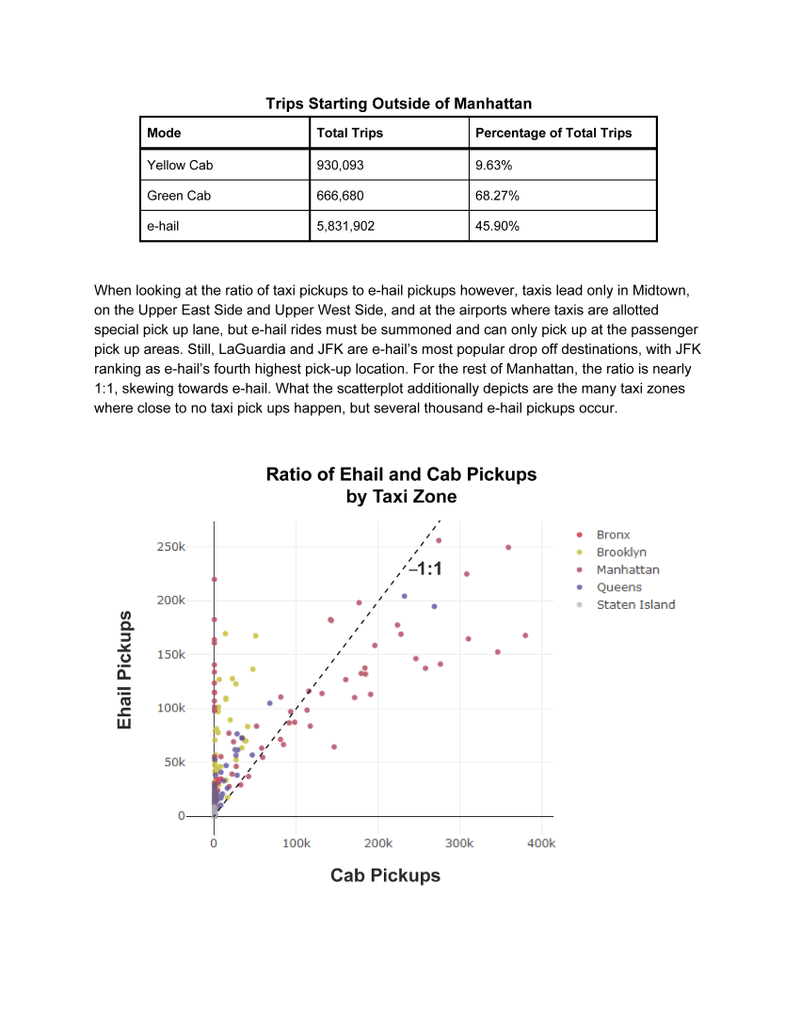 Trips Starting Outside of Manhattan
Mode Total Trips Percentage of Total Trips
Yellow Cab 930,093 9.63%
Green Cab 666,680 68.27%
e-hail 5,831,902 45.90%
When looking at the ratio of taxi pickups to e-hail pickups however, taxis lead only in Midtown,
on the Upper East Side and Upper West Side, and at the airports where taxis are allotted
special pick up lane, but e-hail rides must be summoned and can only pick up at the passenger
pick up areas. Still, LaGuardia and JFK are e-hail's most popular drop off destinations, with JFK
ranking as e-hail's fourth highest pick-up location. For the rest of Manhattan, the ratio is nearly
1:1, skewing towards e-hail. What the scatterplot additionally depicts are the many taxi zones
where close to no taxi pick ups happen, but several thousand e-hail pickups occur.
Ratio of Ehail and Cab Pickups
by Taxi Zone
Ehail Pickups
250k
200k
150k
100k
50k
0
–1:1
Bronx
Brooklyn
Manhattan
Queens
Staten Island
0 100k 200k 300k 400k
Cab Pickups